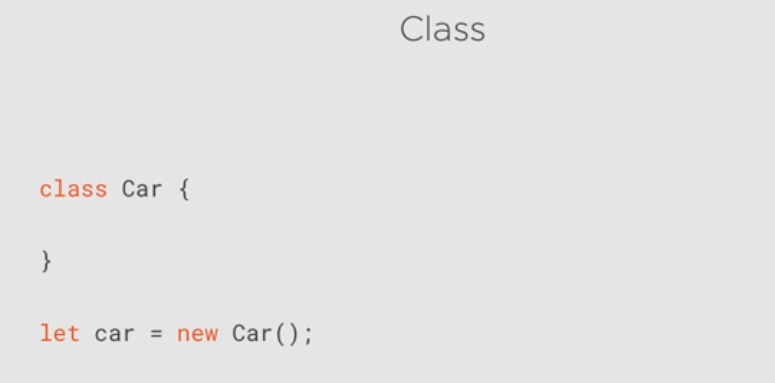 Class
class Car {
}
let car = new Car();